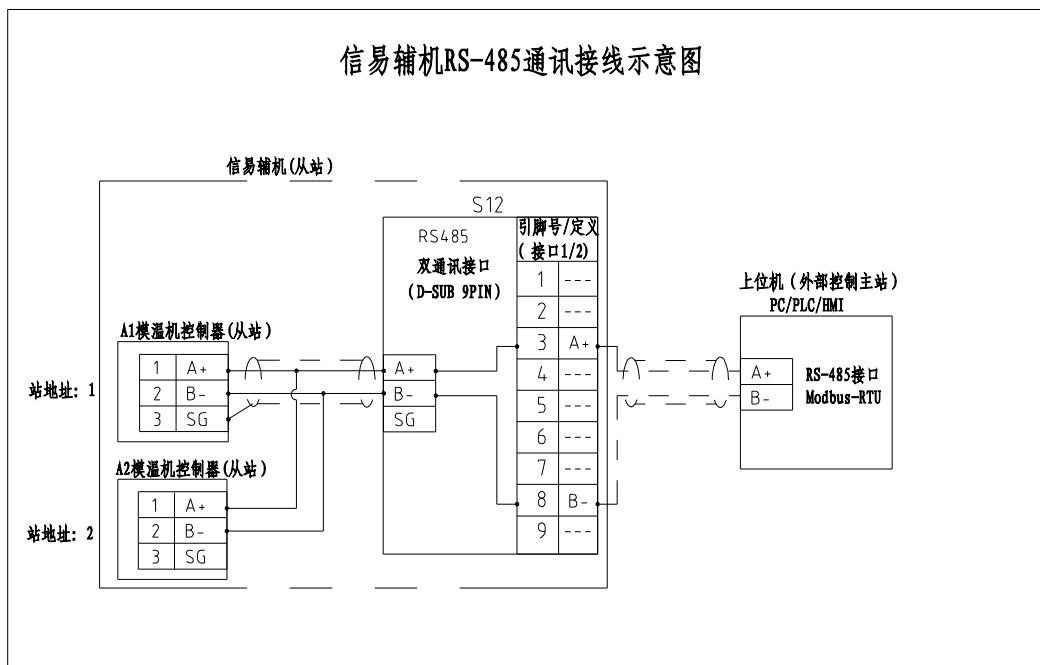 信易辅机RS-485通讯接线示意图
信易辅机(从站)
S12
RS485
双通讯接口
(D-SUB 9PIN)
引脚号/定义
(接口1/2)
1 ---
2 ---
3 A+
4 ---
5 ---
6 ---
7 ---
8 B-
9 ---
A+
B-
SG
上位机(外部控制主站)
PC/PLC/HMI
A+
B-
RS-485接口
Modbus-RTU
A1模温机控制器(从站)
站地址: 1
1 A+
2 B-
3 SG
A2模温机控制器(从站)
站地址: 2
1 A+
2 B-
3 SG